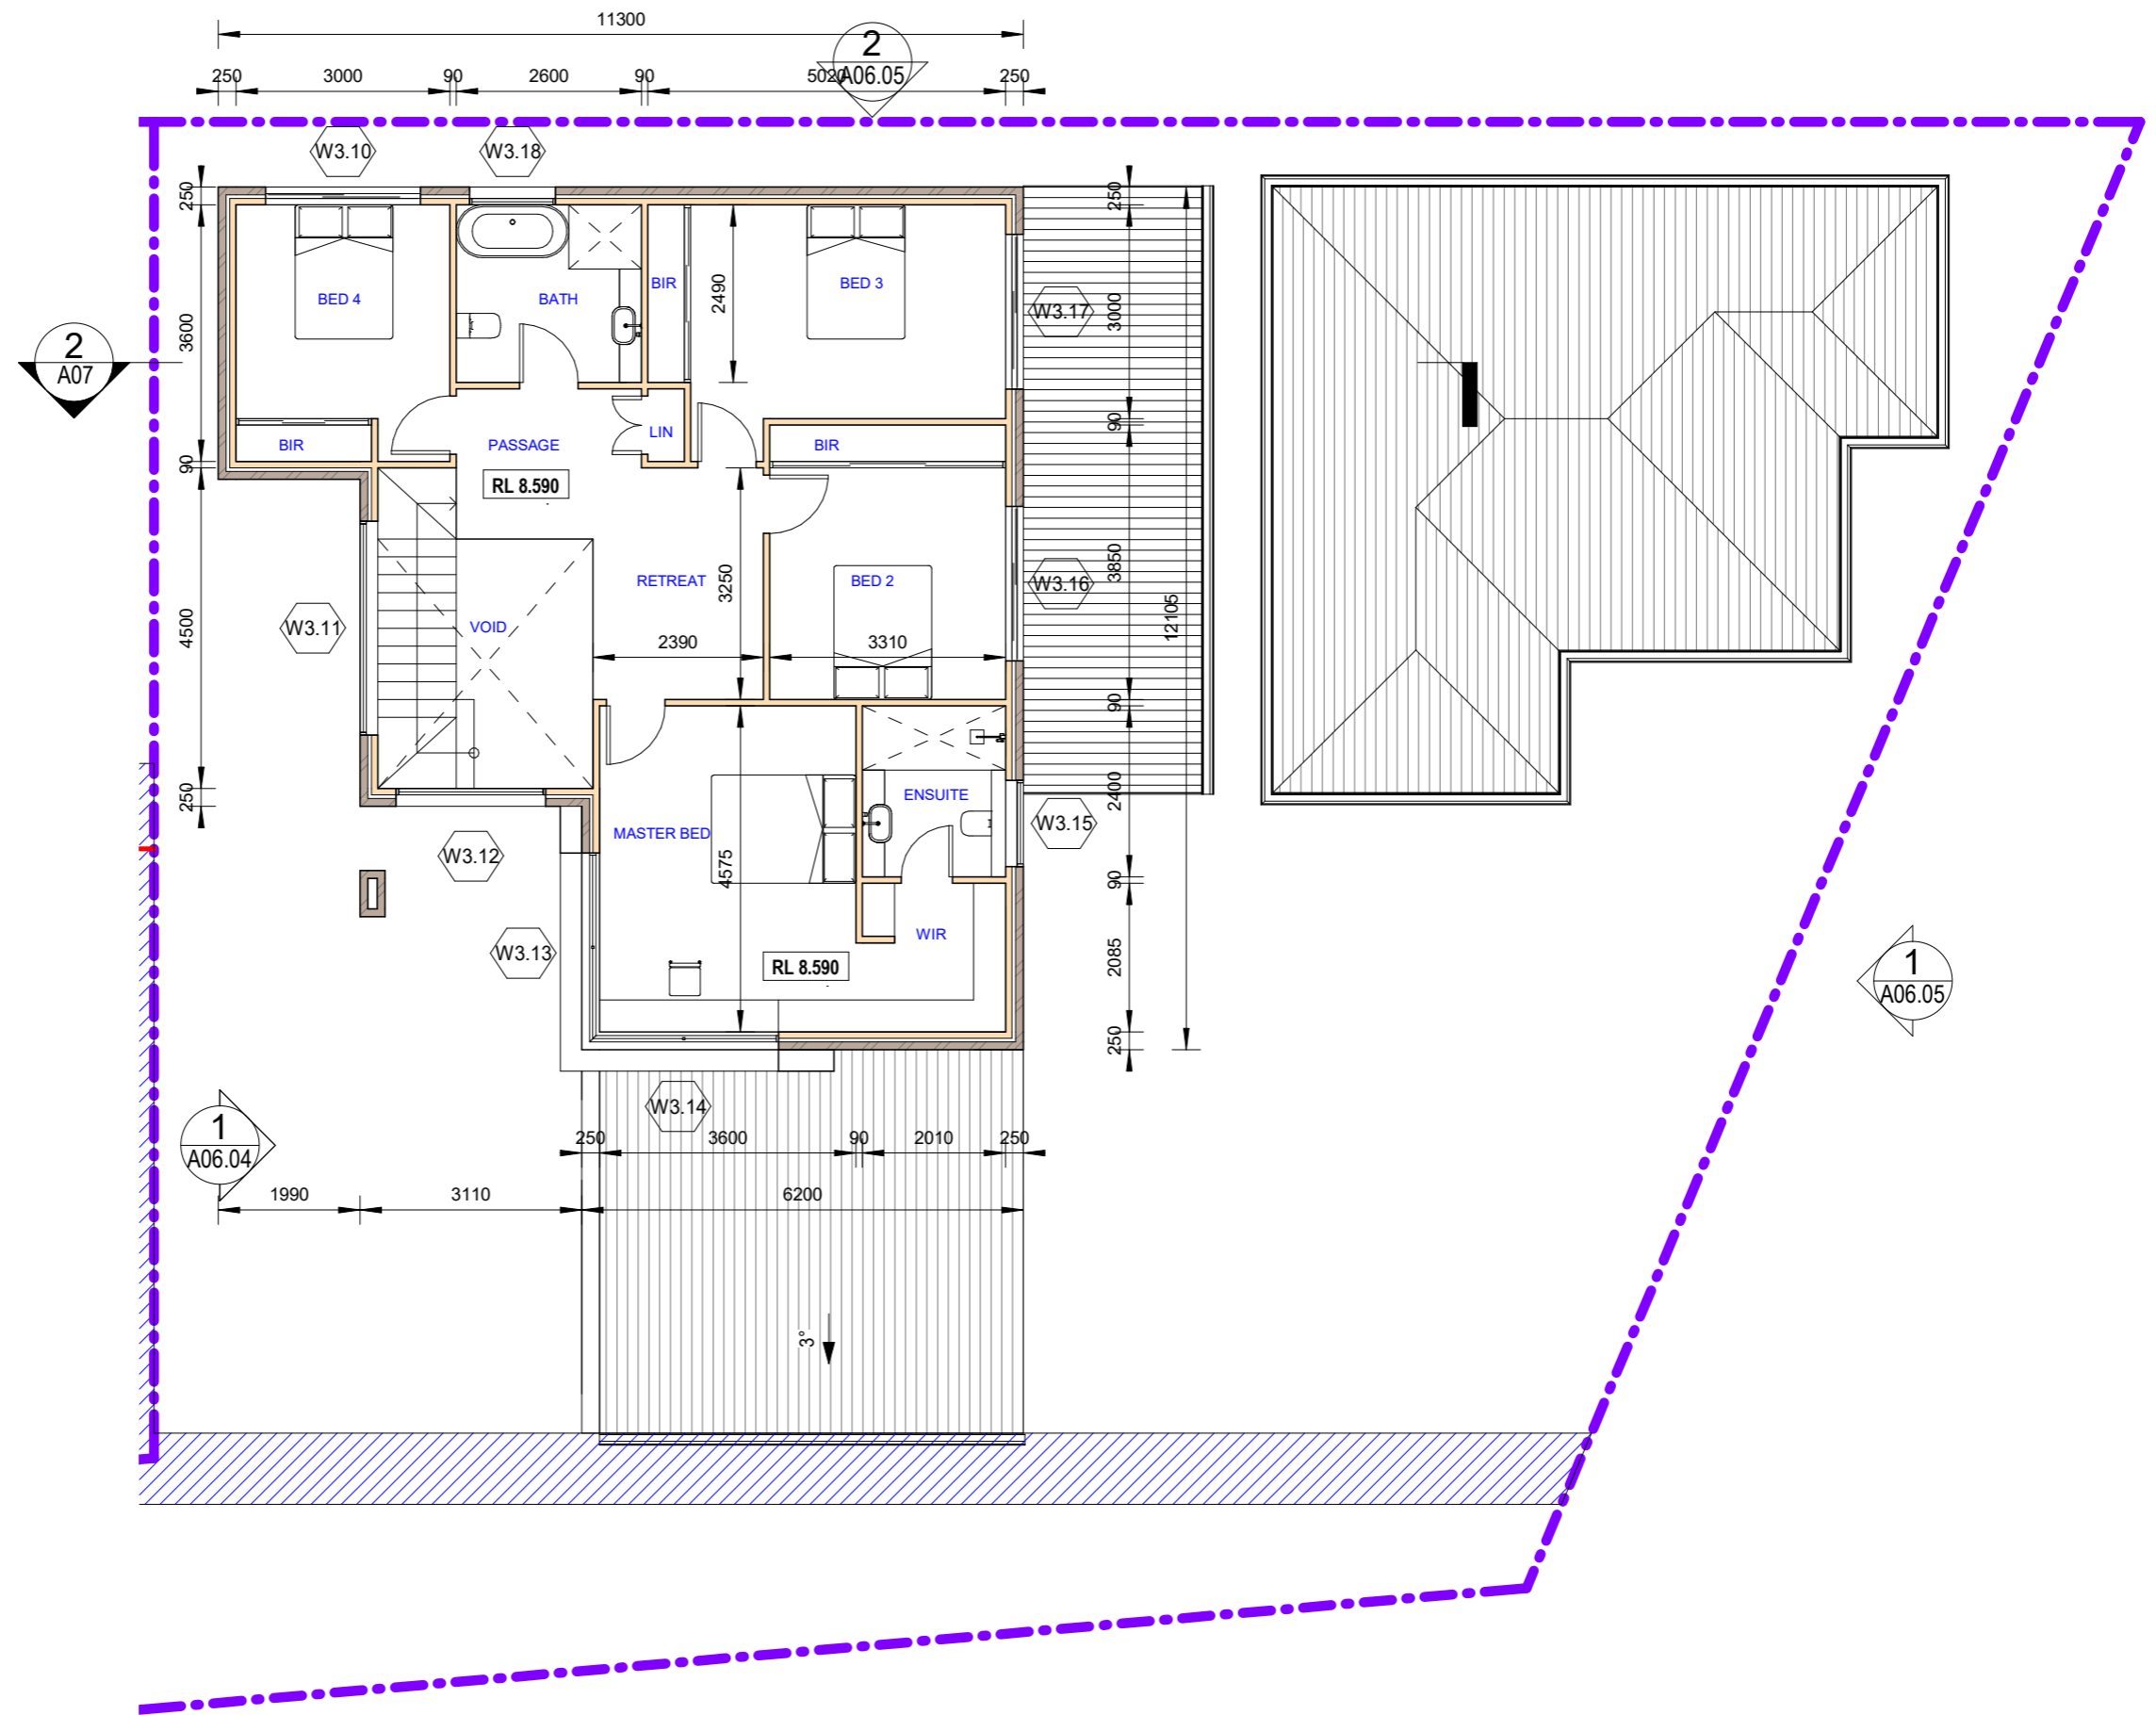 11300
2
A06.05
250 3000 90 2600 90 5020 250
W3.10 W3.18
250
250
BED 4
BATH
BIR
2490
BED 3
W3.17
3000
3600
2
A07
90
BIR
PASSAGE
LIN
BIR
90
RL 8.590
3850
RETREAT
3250
BED 2
W3.16
4500
W3.11
VOID
12105
2390
3310
90
250
ENSUITE
2400
MASTER BED
W3.15
W3.12
4575
90
W3.13
WIR
2085
RL 8.590
1
A06.05
250
W3.14
1
A06.04
250 3600 90 2010 250
1990 3110 6200
3°